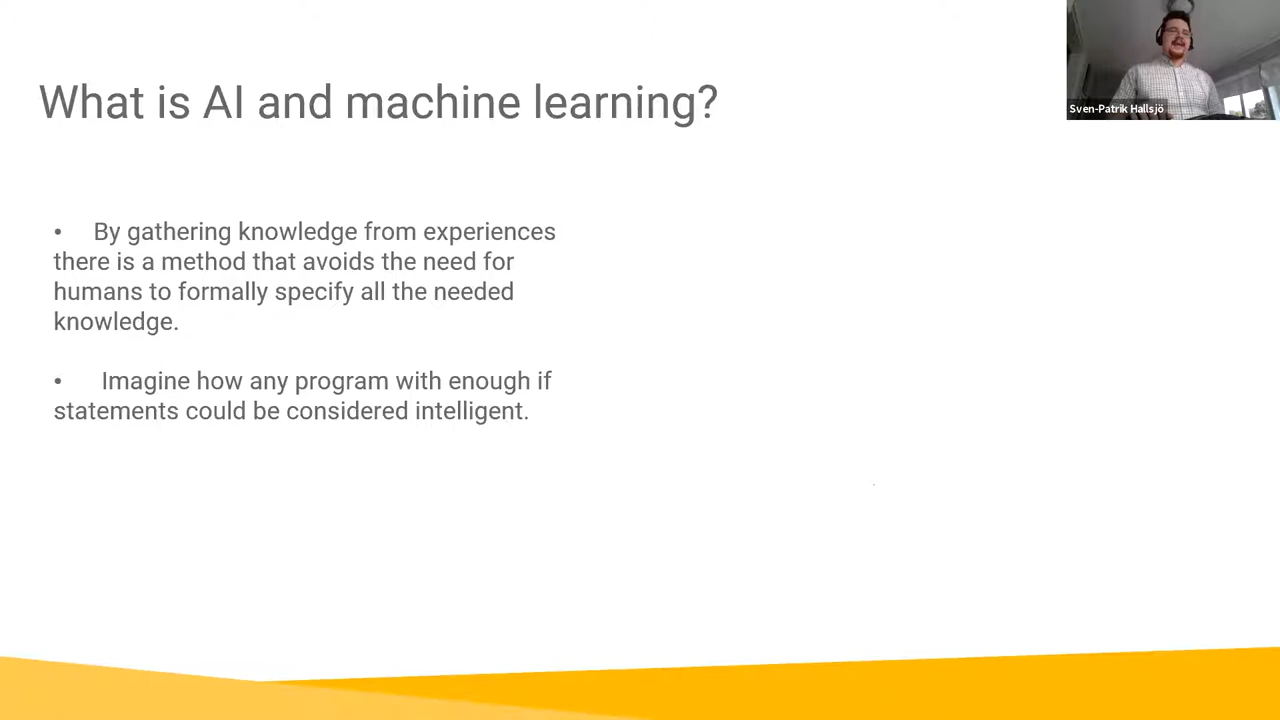 What is AI and machine learning?
Sven-Patrik Hallsjö
• By gathering knowledge from experiences
there is a method that avoids the need for
humans to formally specify all the needed
knowledge.
• Imagine how any program with enough if
statements could be considered intelligent.